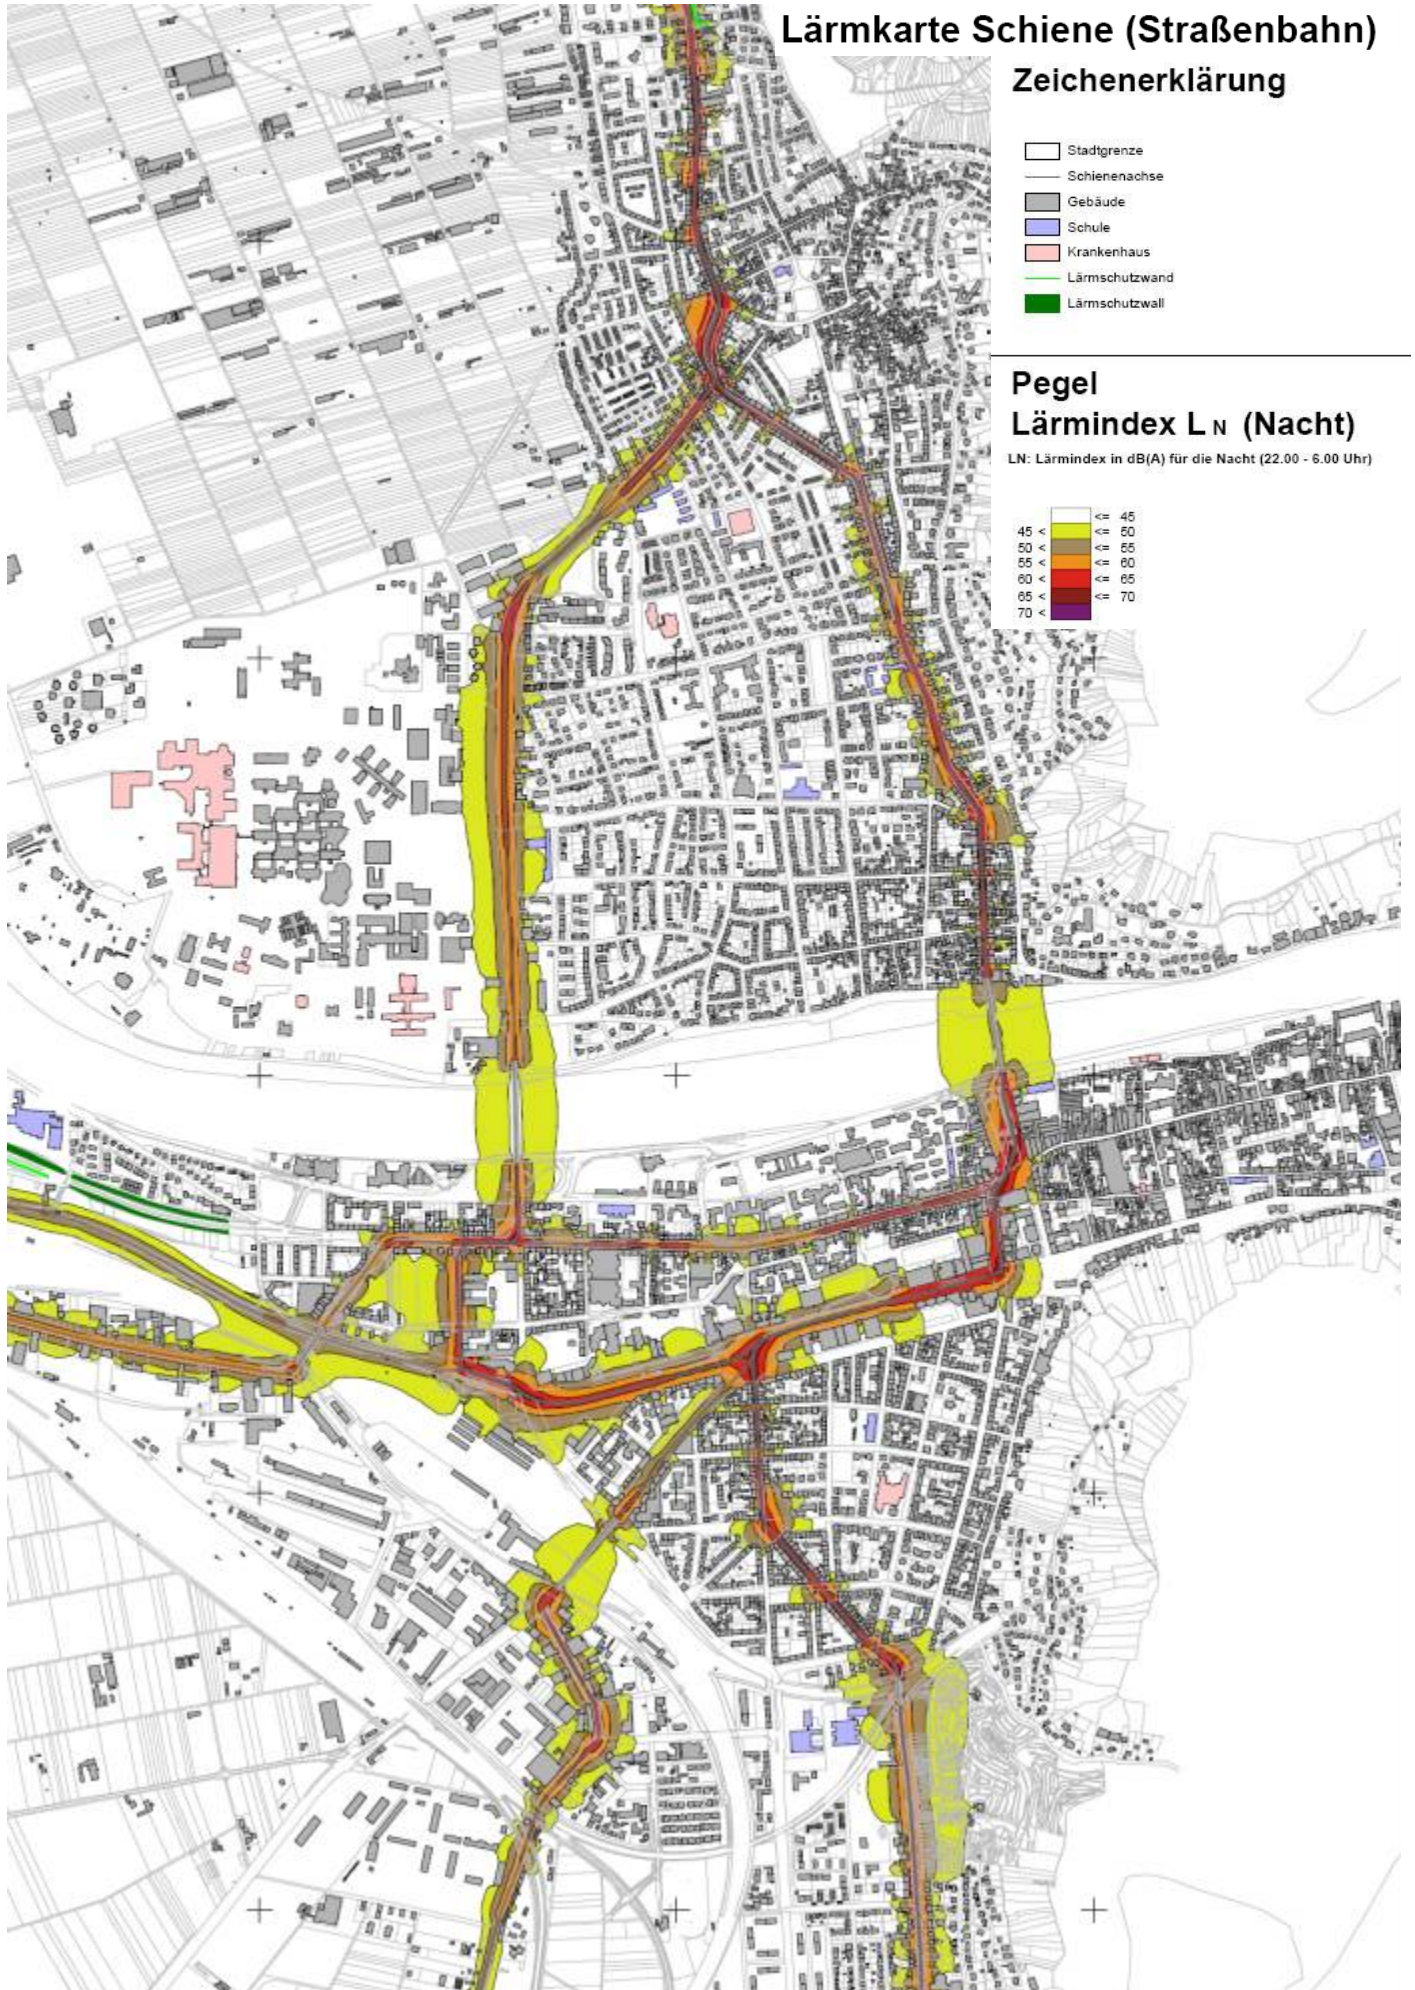 Lärmkarte Schiene (Straßenbahn)
Zeichenerklärung
Stadtgrenze
Schienenachse
Gebäude
Schule
Krankenhaus
Lärmschutzwand
Lärmschutzwall
Pegel
Lärmindex L N (Nacht)
LN: Lärmindex in dB(A) für die Nacht (22.00 - 6.00 Uhr)
<= 45
45 < <= 50
50 < <= 55
55 < <= 60
60 < <= 65
65 < <= 70
70 <